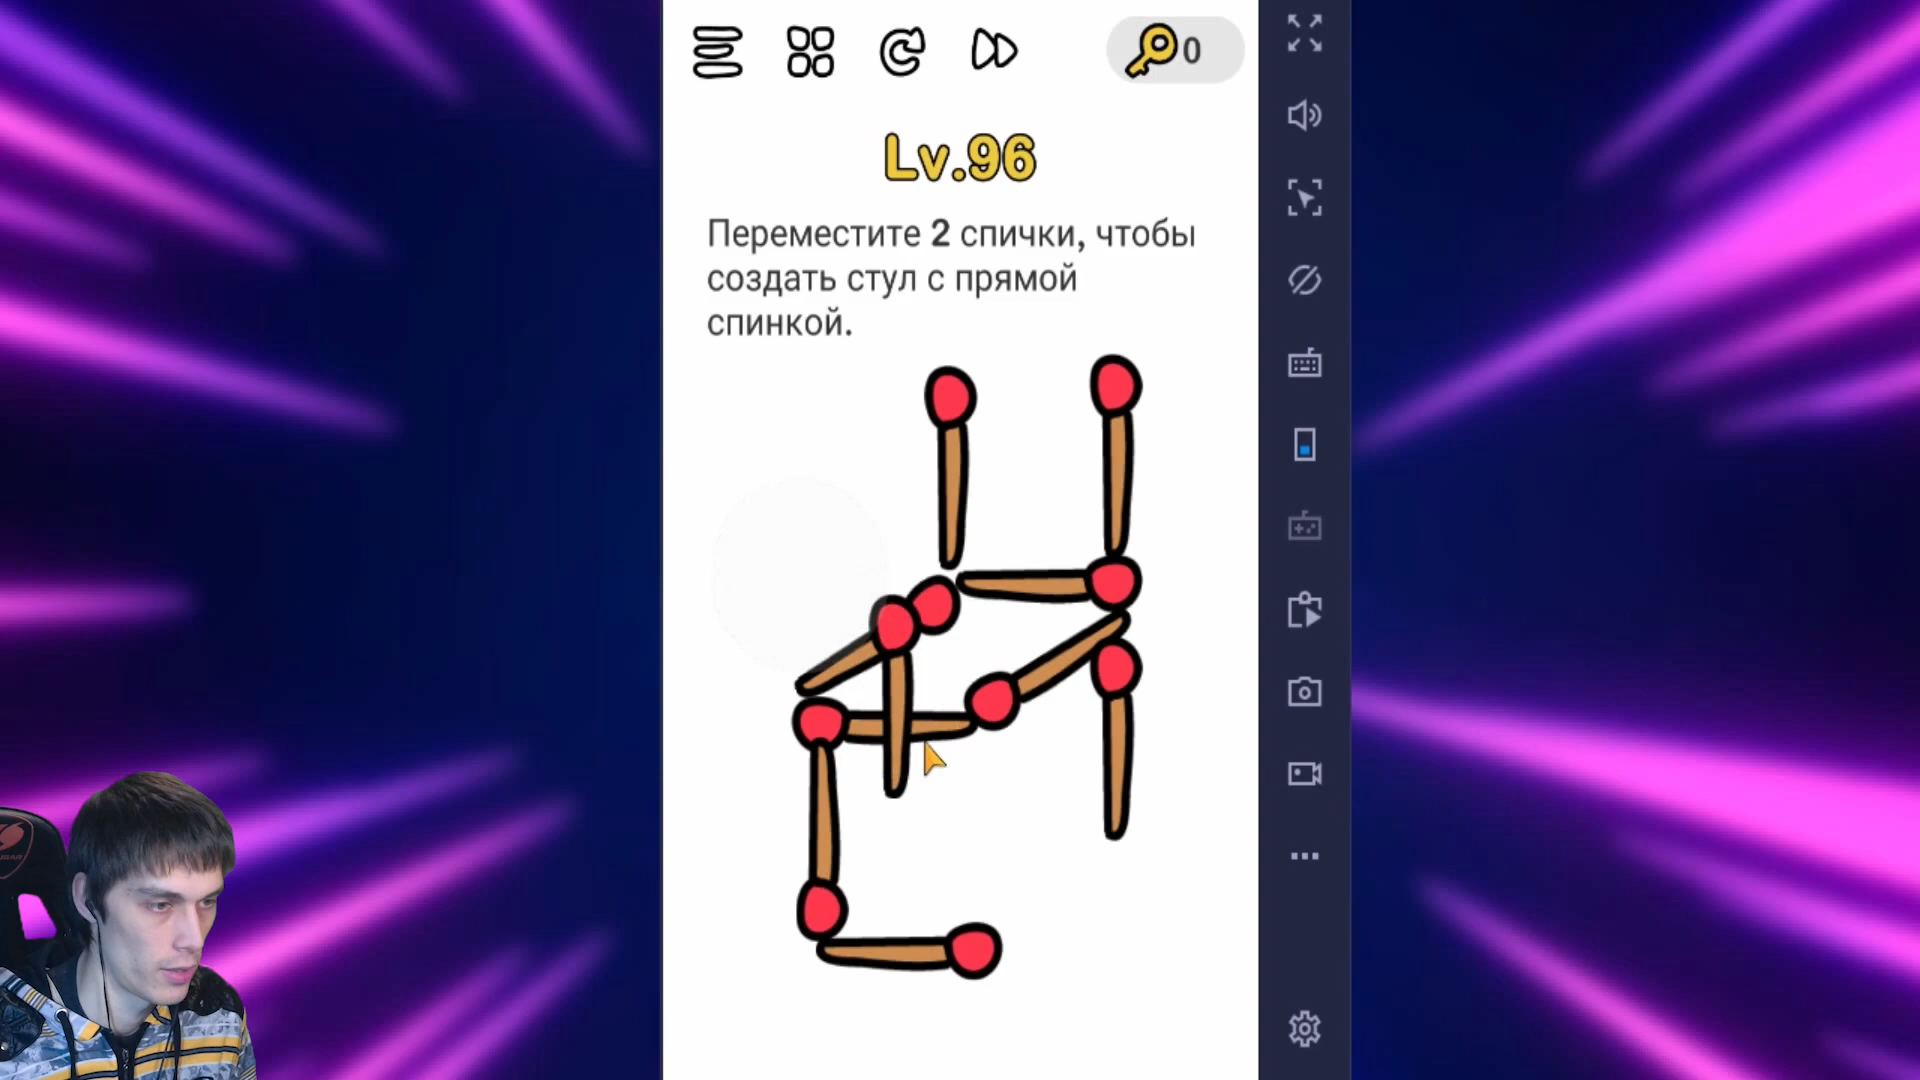 0
Lv.96
Переместите 2 спички, чтобы
создать стул с прямой
спинкой.